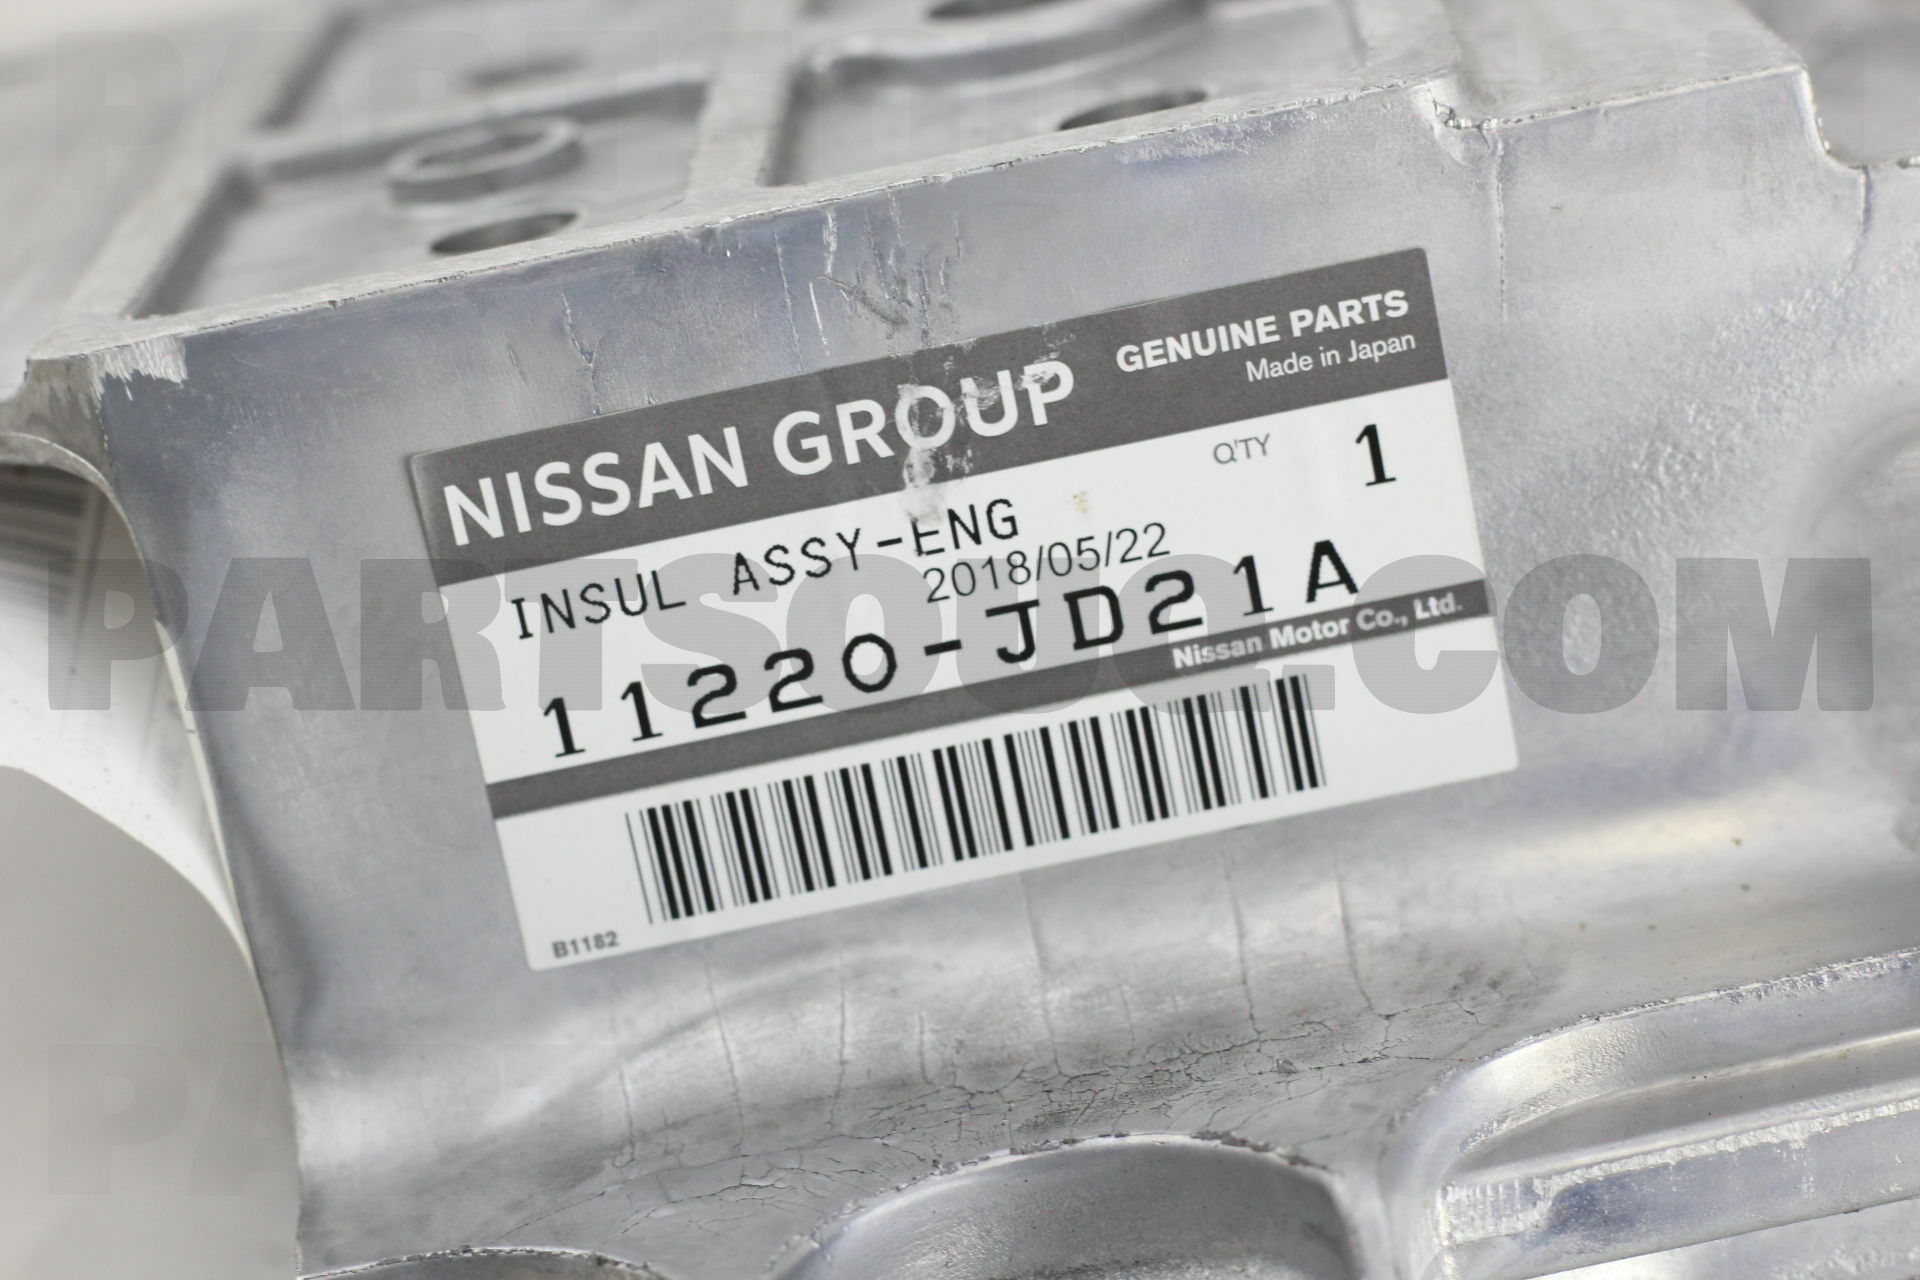 NISSAN GROUP
GENUINE PARTS
Made in Japan
Q'TY 1
INSUL ASSY-ENG
2018/05/22
11220-JD21A
Nissan Motor Co., Ltd.
B1182
PARTSOUQ.COM